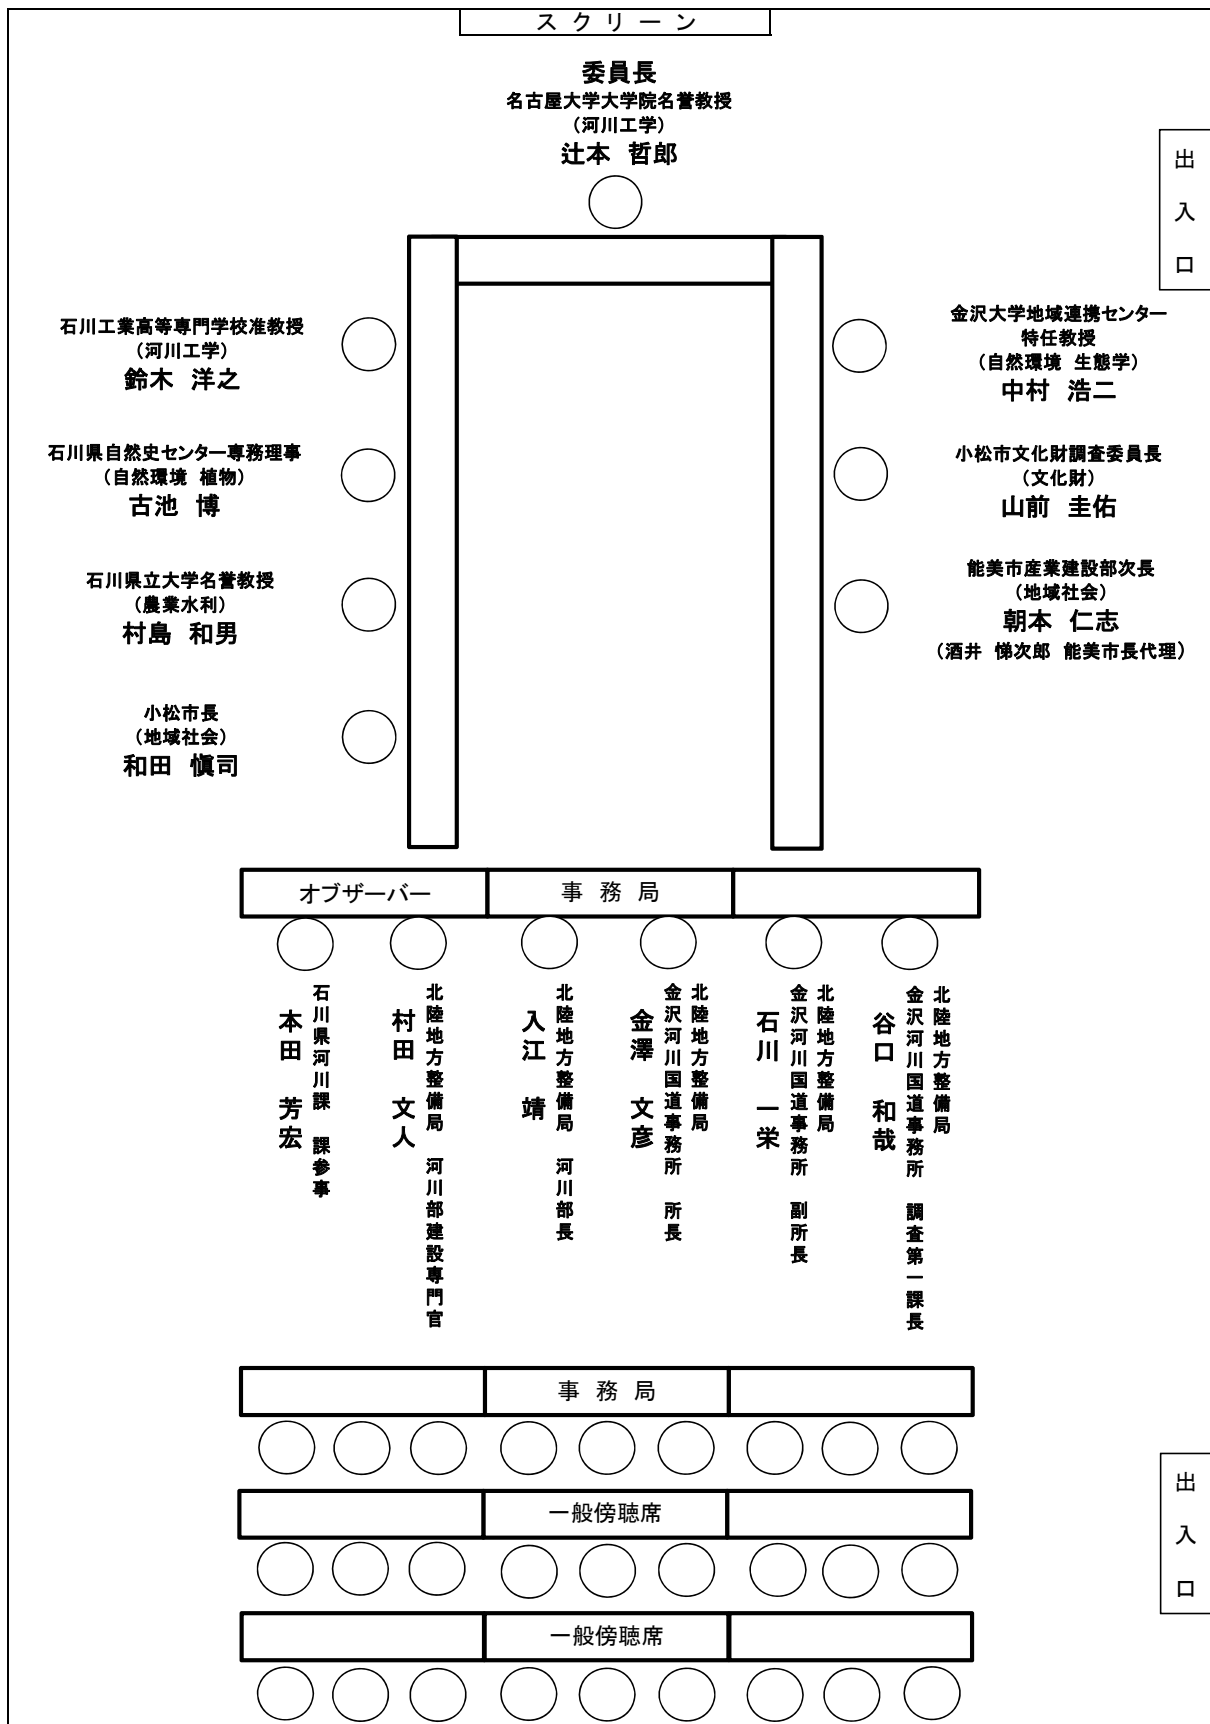 スクリーン
委員長
名古屋大学大学院名誉教授
（河川工学）
辻本 哲郎
出入口
石川工業高等専門学校准教授
（河川工学）
鈴木 洋之
石川県自然史センター専務理事
（自然環境 植物）
古池 博
石川県立大学名誉教授
（農業水利）
村島 和男
小松市長
（地域社会）
和田 愼司
金沢大学地域連携センター
特任教授
（自然環境 生態学）
中村 浩二
小松市文化財調査委員長
（文化財）
山前 圭佑
能美市産業建設部次長
（地域社会）
朝本 仁志
（酒井 悌次郎 能美市長代理）
オブザーバー
事務局
石川県河川課 課参事
本田 芳宏
北陸地方整備局 河川部建設専門官
村田 文人
北陸地方整備局 河川部長
入江 靖
北陸地方整備局
金沢河川国道事務所 所長
金澤 文彦
北陸地方整備局
金沢河川国道事務所 副所長
石川 一栄
北陸地方整備局
金沢河川国道事務所 調査第一課長
谷口 和哉
事務局
一般傍聴席
一般傍聴席
出入口